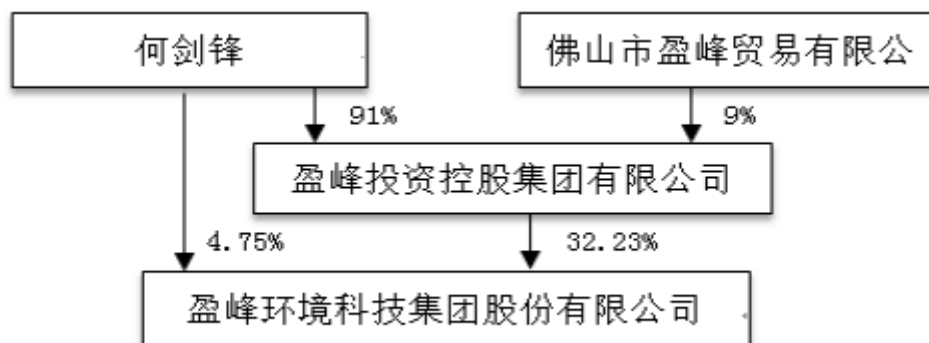 何剑锋
佛山市盈峰贸易有限公
91%
9%
盈峰投资控股集团有限公司
4.75%
32.23%
盈峰环境科技集团股份有限公司